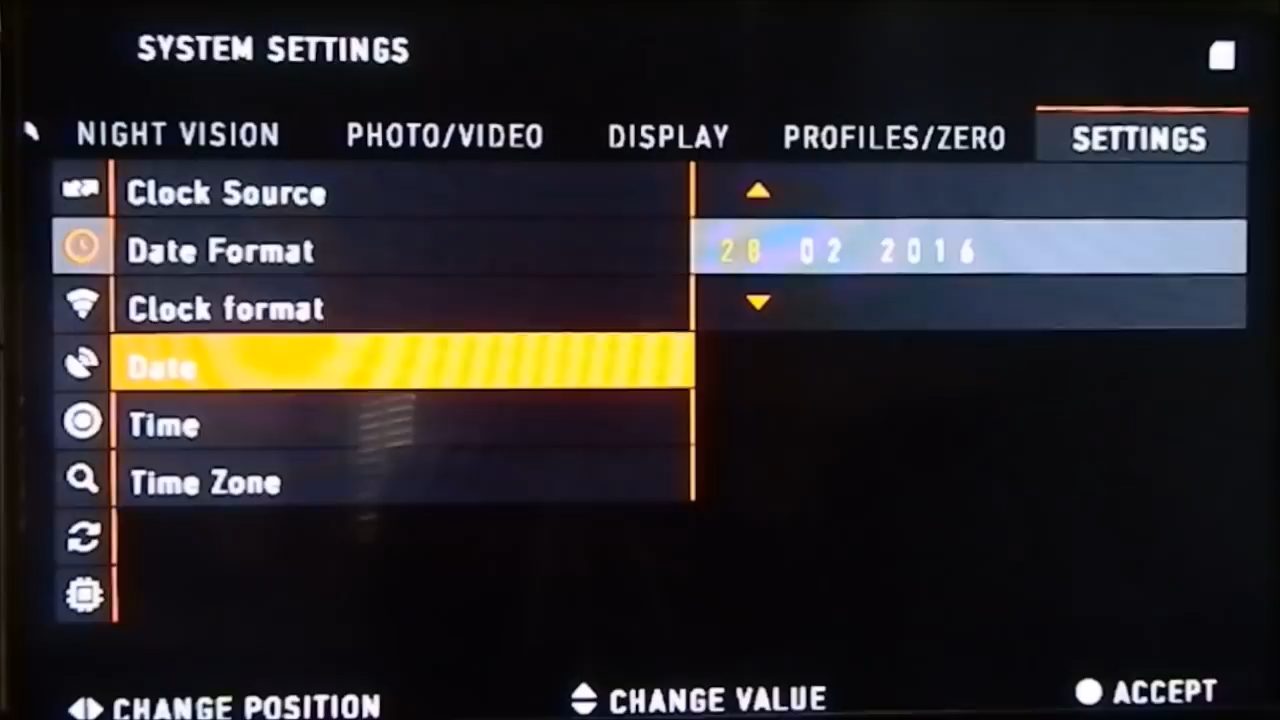 SYSTEM SETTINGS
NIGHT VISION PHOTO/VIDEO DISPLAY PROFILES/ZERO SETTINGS
Clock Source
Date Format 28 02 2016
Clock format
Date
Time
Time Zone
CHANGE POSITION CHANGE VALUE ACCEPT